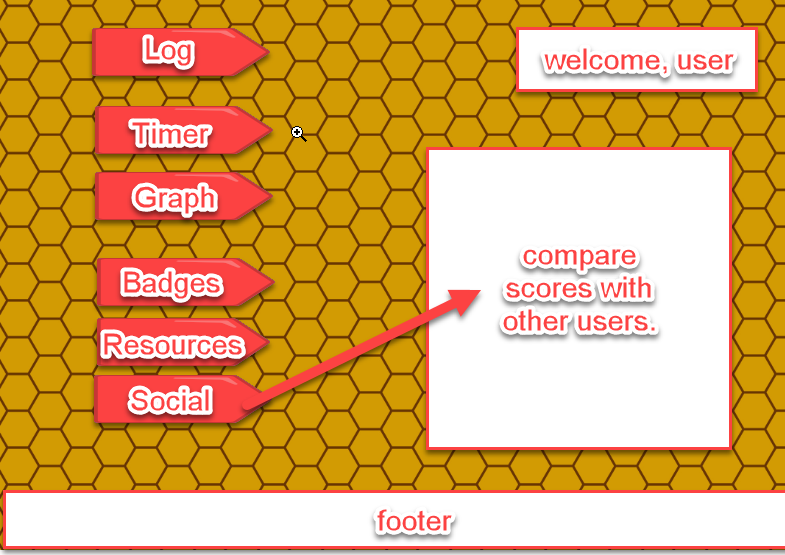 Log
welcome, user
Timer
Graph
Badges
Resources
Social
compare
scores with
other users.
footer